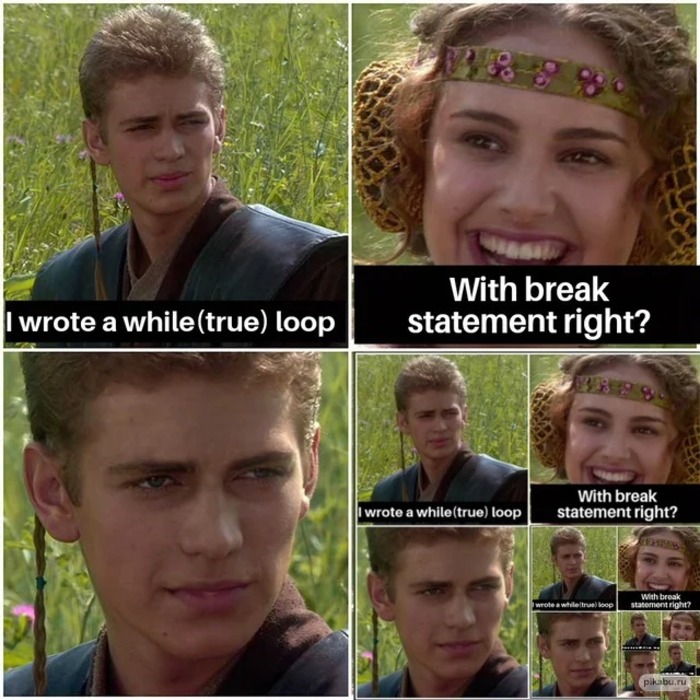 I wrote a while(true) loop
With break
statement right?
I wrote a while(true) loop
With break
statement right?
I wrote a while(true) loop
With break
statement right?
pikabu.ru